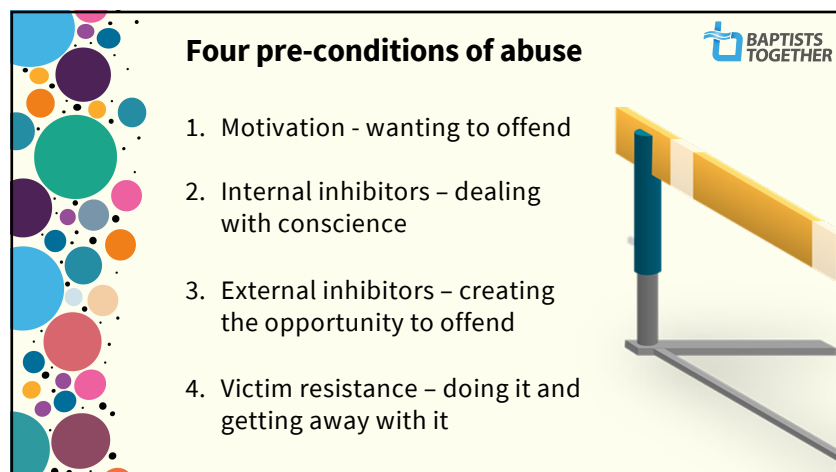 Four pre-conditions of abuse
BAPTISTS
TOGETHER
1. Motivation - wanting to offend
2. Internal inhibitors – dealing
with conscience
3. External inhibitors – creating
the opportunity to offend
4. Victim resistance – doing it and
getting away with it